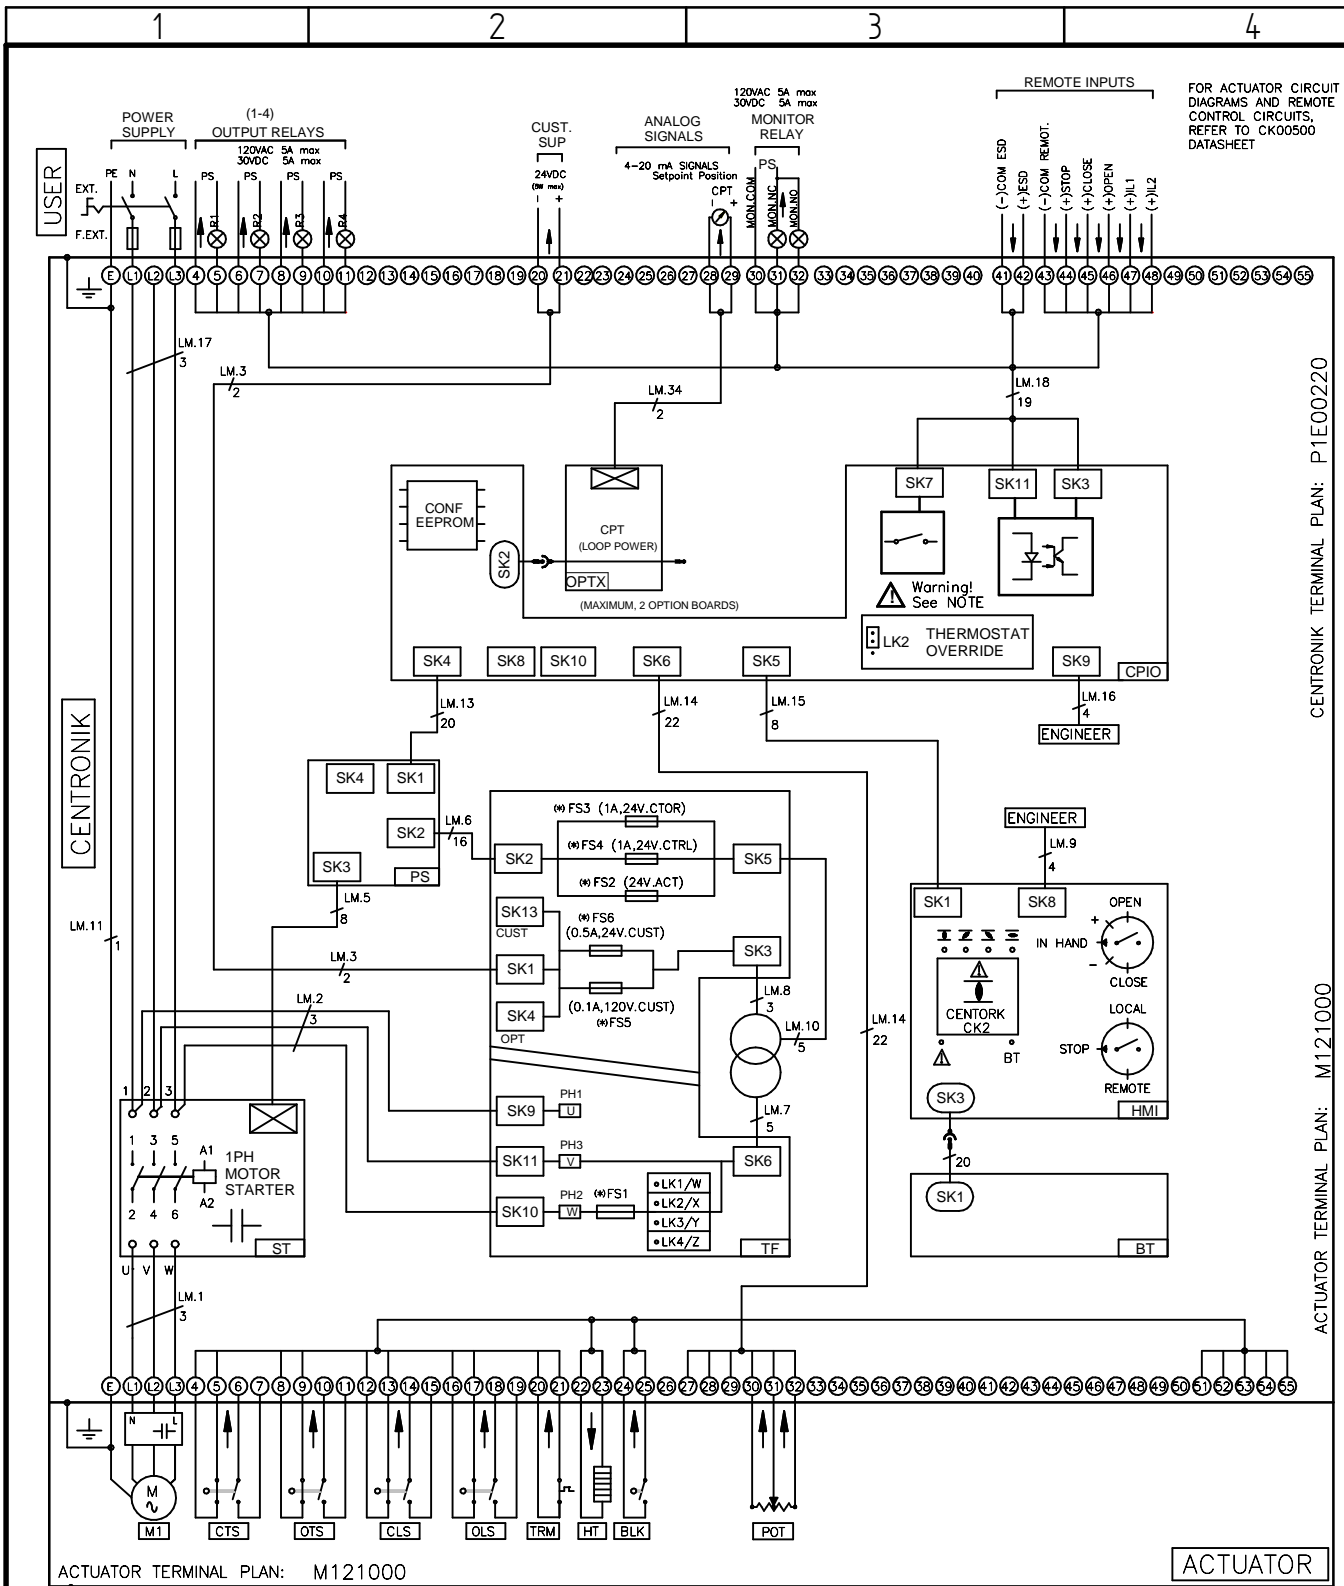 1 2 3 4
USER
POWER
SUPPLY
(1-4)
OUTPUT RELAYS
120VAC 5A max
30VDC 5A max
PE N L
EXT.
F.EXT.
PS PS PS PS
R1 R2 R3 R4
CUST.
SUP
24VDC
(5W max)
- +
ANALOG
SIGNALS
4-20 mA SIGNALS
Setpoint Position
CPT
- +
120VAC 5A max
30VDC 5A max
MONITOR
RELAY
PS
MON.COM
MON.NC
MON.NO
REMOTE INPUTS
(-)COM ESD
(+)ESD
(-)COM REMOT.
(+)STOP
(+)CLOSE
(+)OPEN
(+)IL1
(+)IL2
FOR ACTUATOR CIRCUIT
DIAGRAMS AND REMOTE
CONTROL CIRCUITS,
REFER TO CK00500
DATASHEET
E L1 L2 L3 4 5 6 7 8 9 10 11 12 13 14 15 16 17 18 19 20 21 22 23 24 25 26 27 28 29 30 31 32 33 34 35 36 37 38 39 40 41 42 43 44 45 46 47 48 49 50 51 52 53 54 55
LM.17
3
LM.3
2
LM.34
2
LM.18
19
CENTRONIK TERMINAL PLAN: P1E00220
CONF
EEPROM
SK2
CPT
(LOOP POWER)
OPTX
(MAXIMUM, 2 OPTION BOARDS)
SK7 SK11 SK3
Warning!
See NOTE
LK2
THERMOSTAT
OVERRIDE
SK4 SK8 SK10 SK6 SK5 SK9
CPIO
LM.13
20
LM.14
22
LM.15
8
LM.16
4
ENGINEER
CENTRONIK
SK4 SK1
SK2
SK3
PS
LM.6
16
LM.5
8
LM.11
1
LM.3
2
LM.2
3
(*)FS3 (1A,24V.CTOR)
(*)FS4 (1A,24V.CTRL)
(*)FS2 (24V.ACT)
SK2 SK5
SK13
CUST
(*)FS6
(0.5A,24V.CUST)
SK1 SK3
SK4
OPT
(0.1A,120V.CUST)
(*)FS5
LM.8
3
LM.10
5
LM.7
5
LM.14
22
SK9 PH1
U
SK11 PH3
V
SK6
SK10 PH2
W
(*)FS1
LK1/W
LK2/X
LK3/Y
LK4/Z
TF
ENGINEER
LM.9
4
SK1 SK8
OPEN
+
IN HAND
-
CLOSE
CENTORK
CK2
BT
LOCAL
STOP
REMOTE
SK3
HMI
20
SK1
BT
ACTUATOR TERMINAL PLAN: M121000
1 2 3
1 3 5
A1
A2
1PH
MOTOR
STARTER
2 4 6
ST
U V W
LM.1
3
E L1 L2 L3 4 5 6 7 8 9 10 11 12 13 14 15 16 17 18 19 20 21 22 23 24 25 26 27 28 29 30 31 32 33 34 35 36 37 38 39 40 41 42 43 44 45 46 47 48 49 50 51 52 53 54 55
N L
M
M1 CTS OTS CLS OLS TRM HT BLK POT
ACTUATOR TERMINAL PLAN: M121000
ACTUATOR